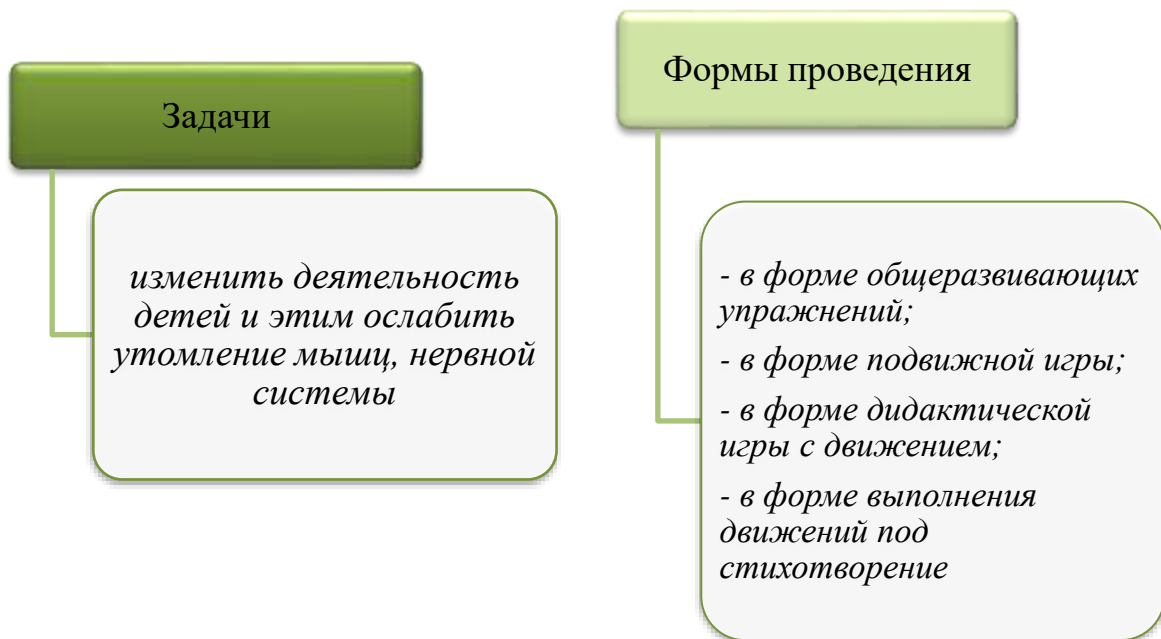 Задачи
изменить деятельность
детей и этим ослабить
утомление мышц, нервной
системы
Формы проведения
- в форме общеразвивающих
упражнений;
- в форме подвижной игры;
- в форме дидактической
игры с движением;
- в форме выполнения
движений под
стихотворение